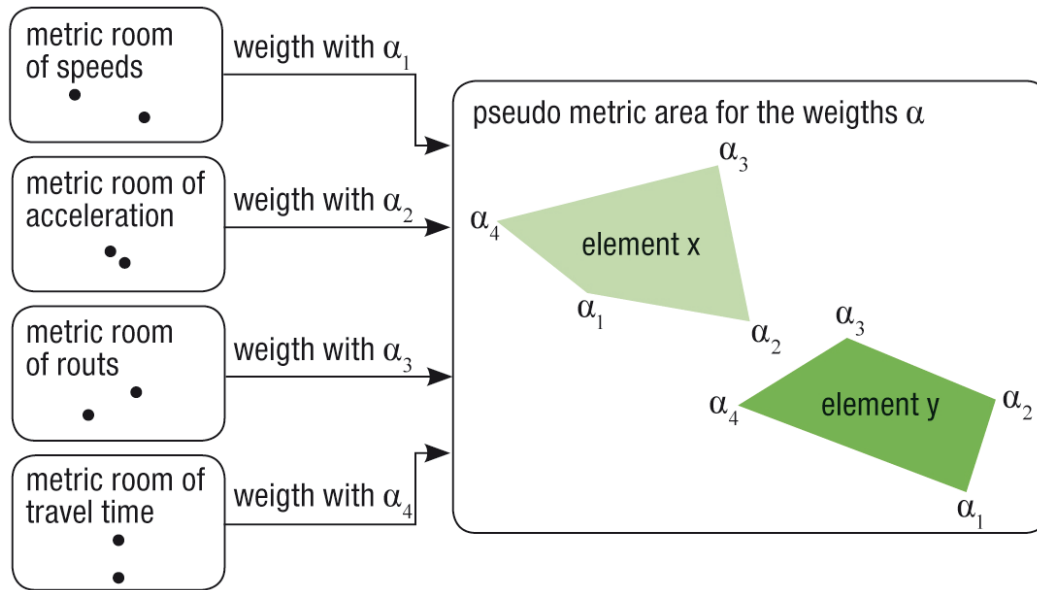 metric room
of speeds
weigth with α₁
metric room of
acceleration
weigth with α₂
metric room
of routs
weigth with α₃
metric room of
travel time
weigth with α₄
pseudo metric area for the weigths α
α₃
α₄
element x
α₁
α₂
α₃
α₄
element y
α₂
α₁